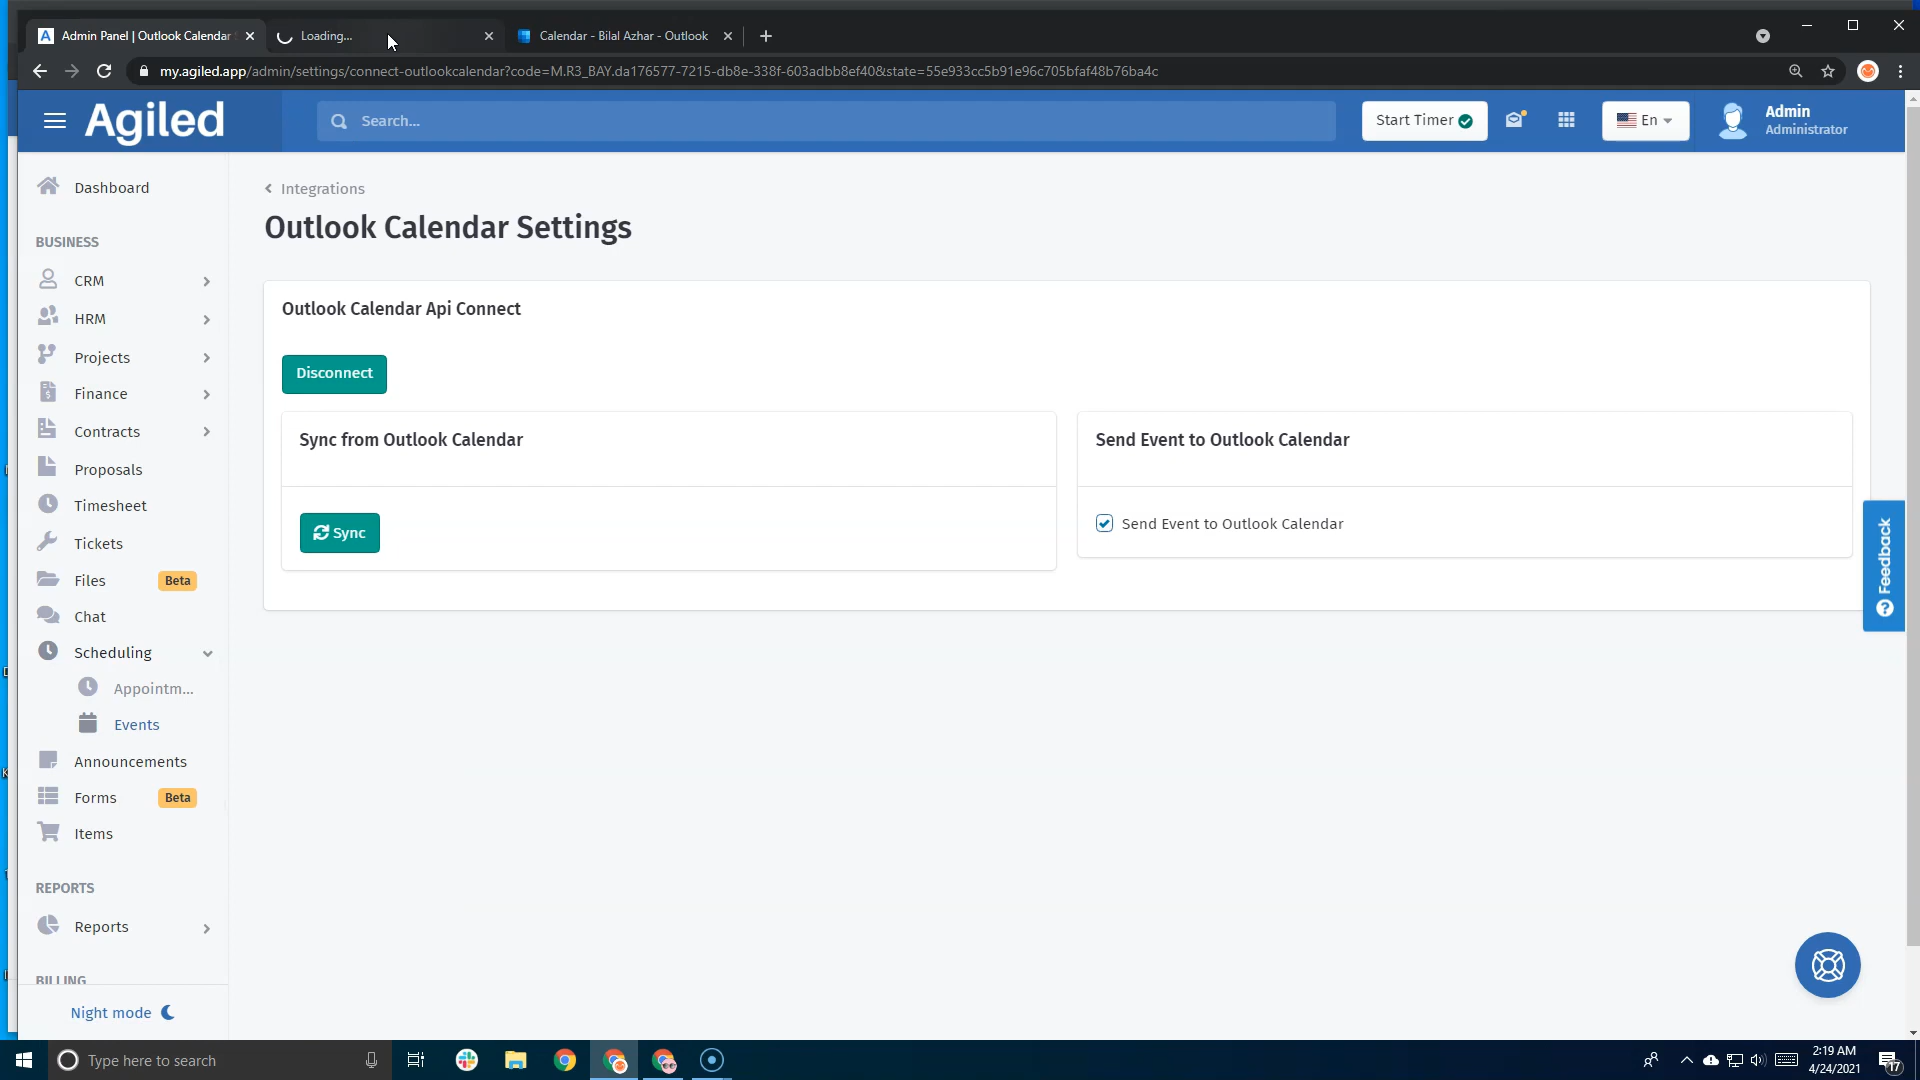 Admin Panel | Outlook Calendar
Loading...
Calendar - Bilal Azhar - Outlook
my.agiled.app/admin/settings/connect-outlookcalendar?code=M.R3_BAY.da176577-7215-db8e-338f-603adbb8ef40&state=55e933cc5b91e96c705bfaf48b76ba4c
Agiled
Search...
Start Timer
En
Admin
Administrator
Dashboard
BUSINESS
CRM
HRM
Projects
Finance
Contracts
Proposals
Timesheet
Tickets
Files
Beta
Chat
Scheduling
Appointm...
Events
Announcements
Forms
Beta
Items
REPORTS
Reports
BILLING
Night mode
Integrations
Outlook Calendar Settings
Outlook Calendar Api Connect
Disconnect
Sync from Outlook Calendar
Sync
Send Event to Outlook Calendar
Send Event to Outlook Calendar
Feedback
Type here to search
2:19 AM
4/24/2021
17